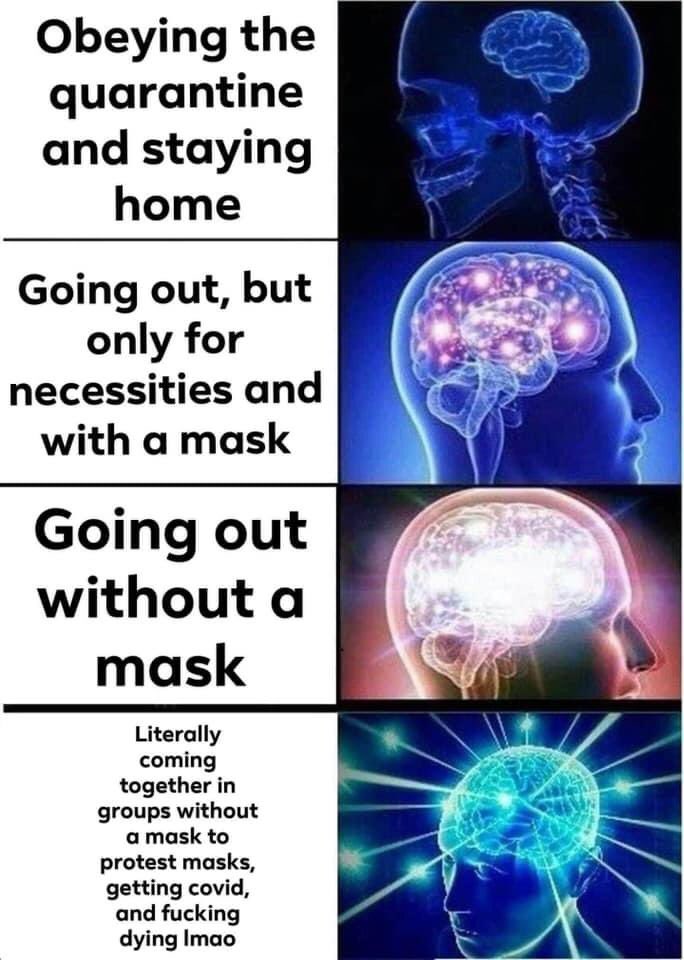 Obeying the
quarantine
and staying
home
Going out, but
only for
necessities and
with a mask
Going out
without a
mask
Literally
coming
together in
groups without
a mask to
protest masks,
getting covid,
and fucking
dying lmao